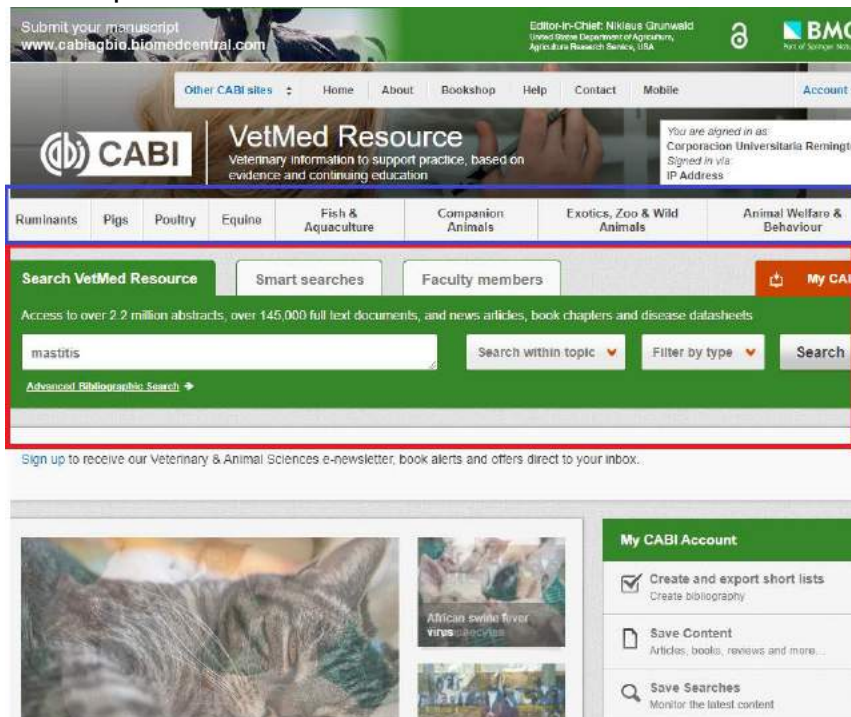 Submit your manuscript
www.cabiagbio.biomedcentral.com
Editor-in-Chief: Niklaus Grunwald
United States Department of Agriculture,
Agriculture Research Service, USA
BMC
Part of Springer
Other CABI sites
Home
About
Bookshop
Help
Contact
Mobile
Account
CABI
VetMed Resource
Veterinary information to support practice, based on
evidence and continuing education
You are signed in as:
Corporacion Universitaria Remingt
Signed in via:
IP Address
Ruminants
Pigs
Poultry
Equine
Fish &
Aquaculture
Companion
Animals
Exotics, Zoo & Wild
Animals
Animal Welfare &
Behaviour
Search VetMed Resource
Smart searches
Faculty members
My CAB
Access to over 2.2 million abstracts, over 145,000 full text documents, and news articles, book chapters and disease datasheets
mastitis
Search within topic
Filter by type
Search
Advanced Bibliographic Search
Sign up to receive our Veterinary & Animal Sciences e-newsletter, book alerts and offers direct to your inbox.
African swine fever
virus
My CABI Account
Create and export short lists
Create bibliography
Save Content
Articles, books, reviews and more...
Save Searches
Monitor the latest content